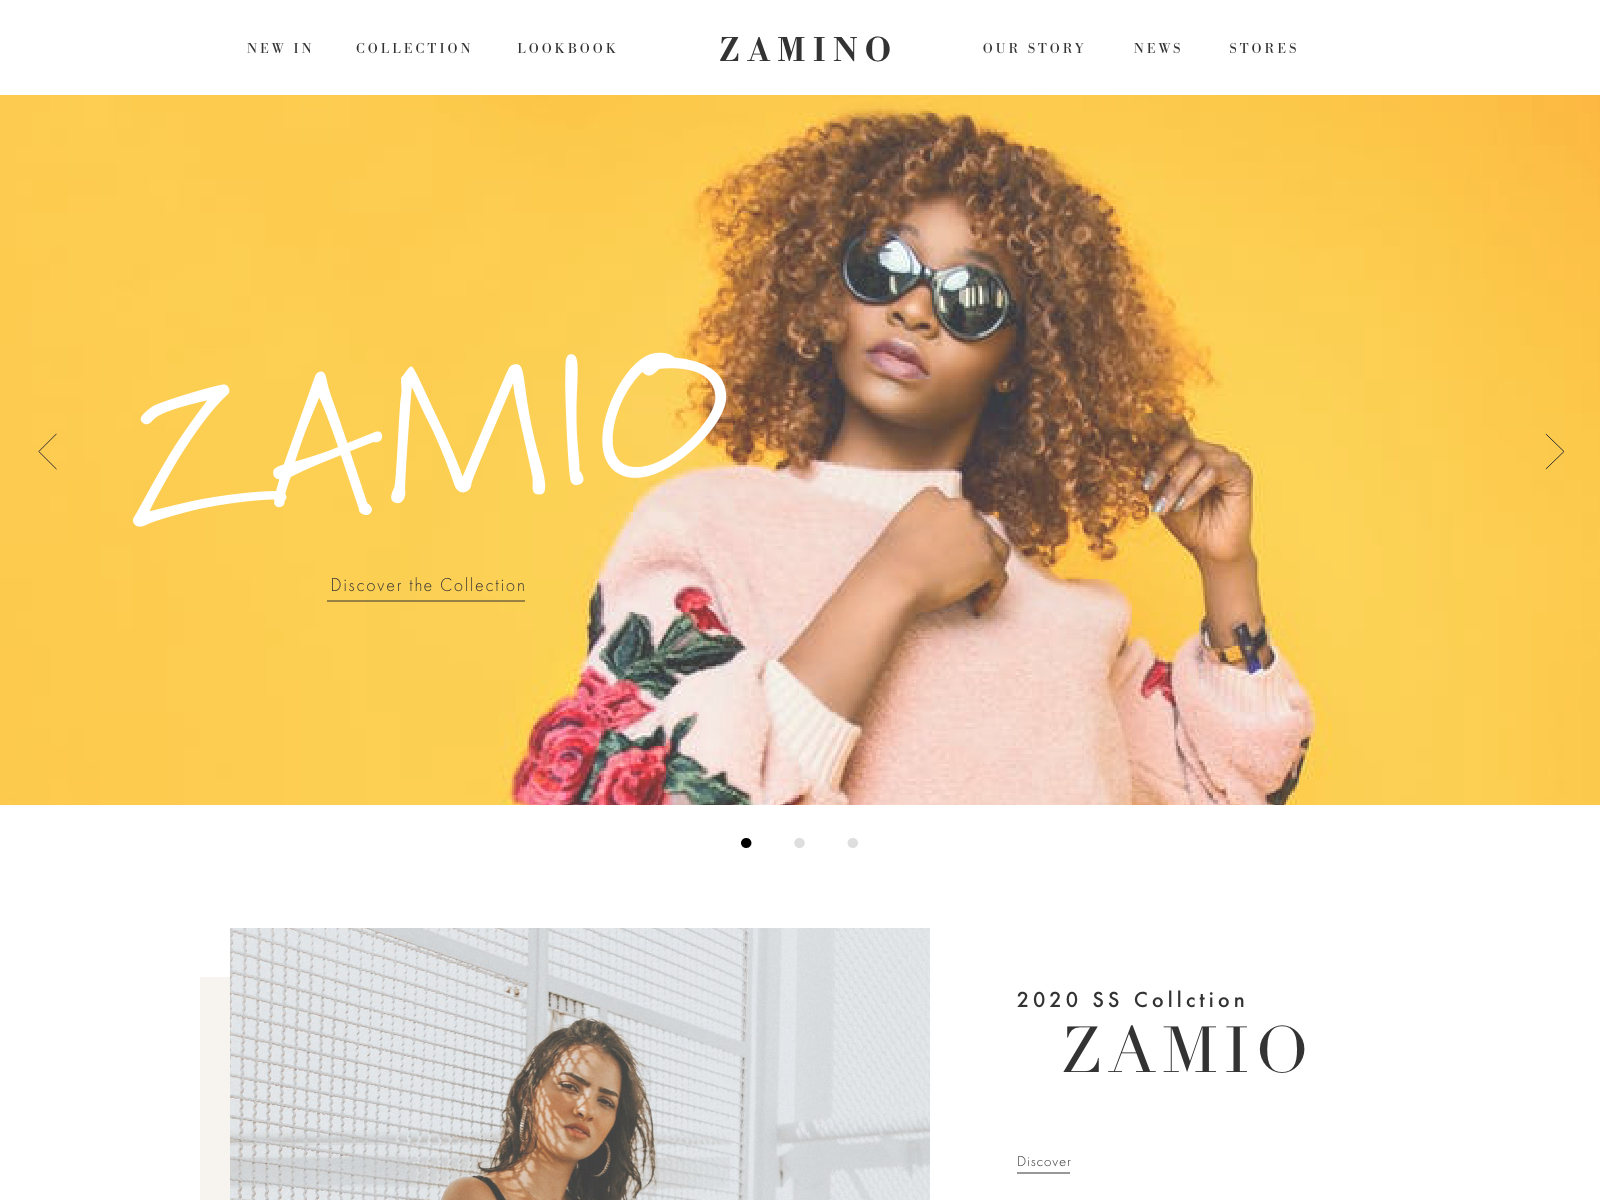 NEW IN COLLECTION LOOKBOOK ZAMINO OUR STORY NEWS STORES
ZAMIO
Discover the Collection
2020 SS Collction
ZAMIO
Discover